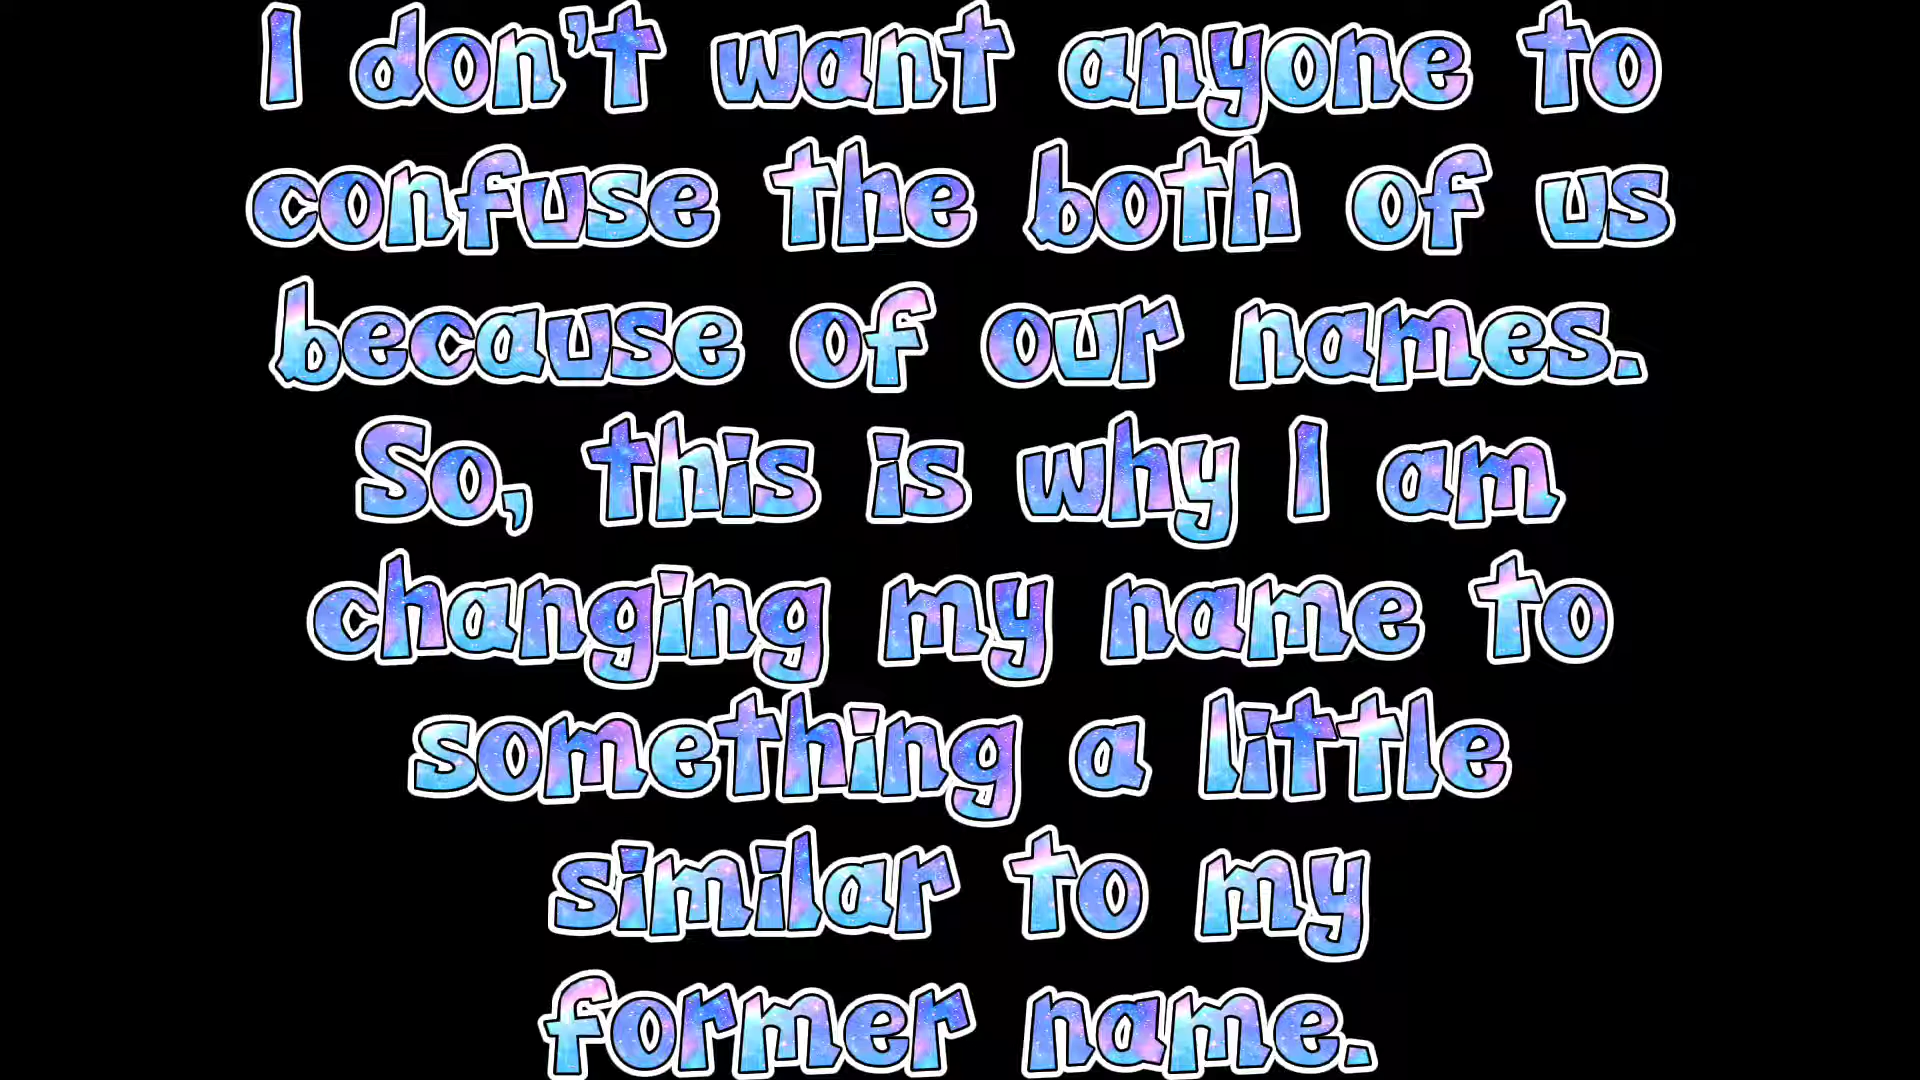 I don't want anyone to
confuse the both of us
because of our names.
So, this is why I am
changing my name to
something a little
similar to my
former name.